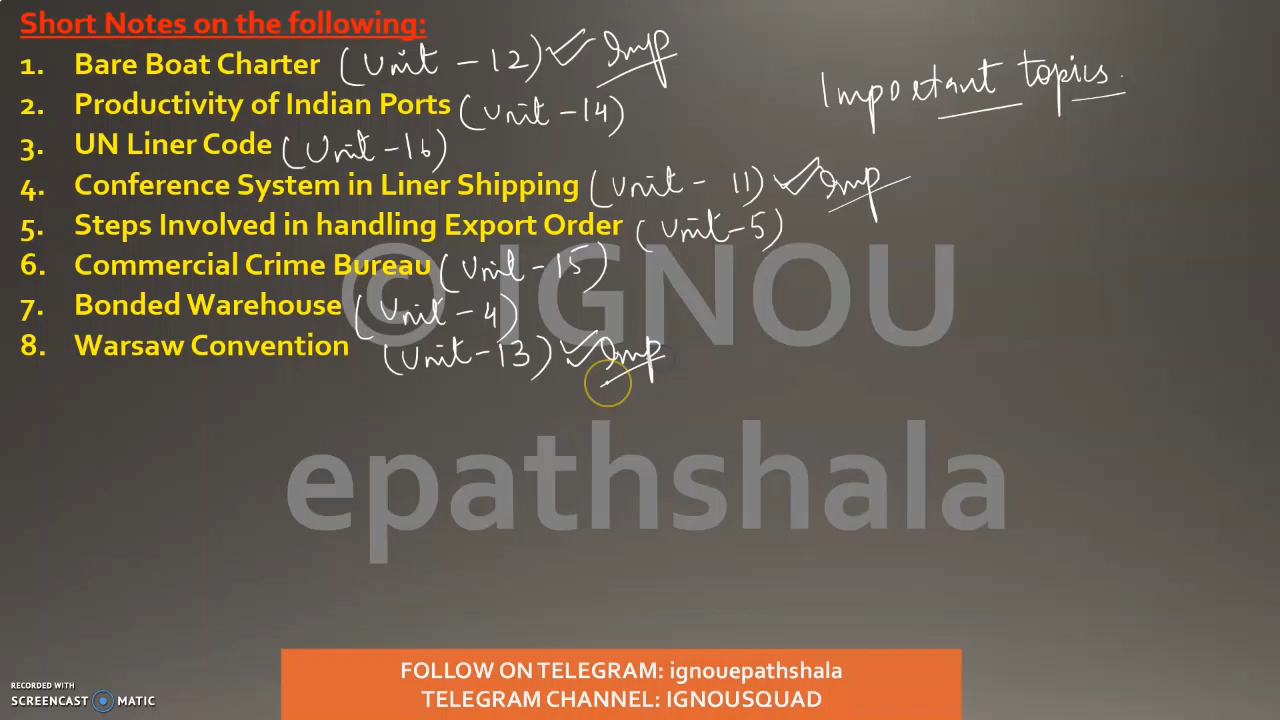 Short Notes on the following:
1. Bare Boat Charter (Unit - 12) ✓ Imp
Important topics.
2. Productivity of Indian Ports (Unit - 14)
3. UN Liner Code (Unit - 16)
4. Conference System in Liner Shipping (Unit - 11) ✓ Imp
5. Steps Involved in handling Export Order (Unit - 5)
6. Commercial Crime Bureau (Unit - 15)
7. Bonded Warehouse (Unit - 4)
8. Warsaw Convention (Unit - 13) ✓ Imp
© IGNOU
epathshala
FOLLOW ON TELEGRAM: ignouepathshala
TELEGRAM CHANNEL: IGNOUSQUAD
RECORDED WITH
SCREENCAST MATIC